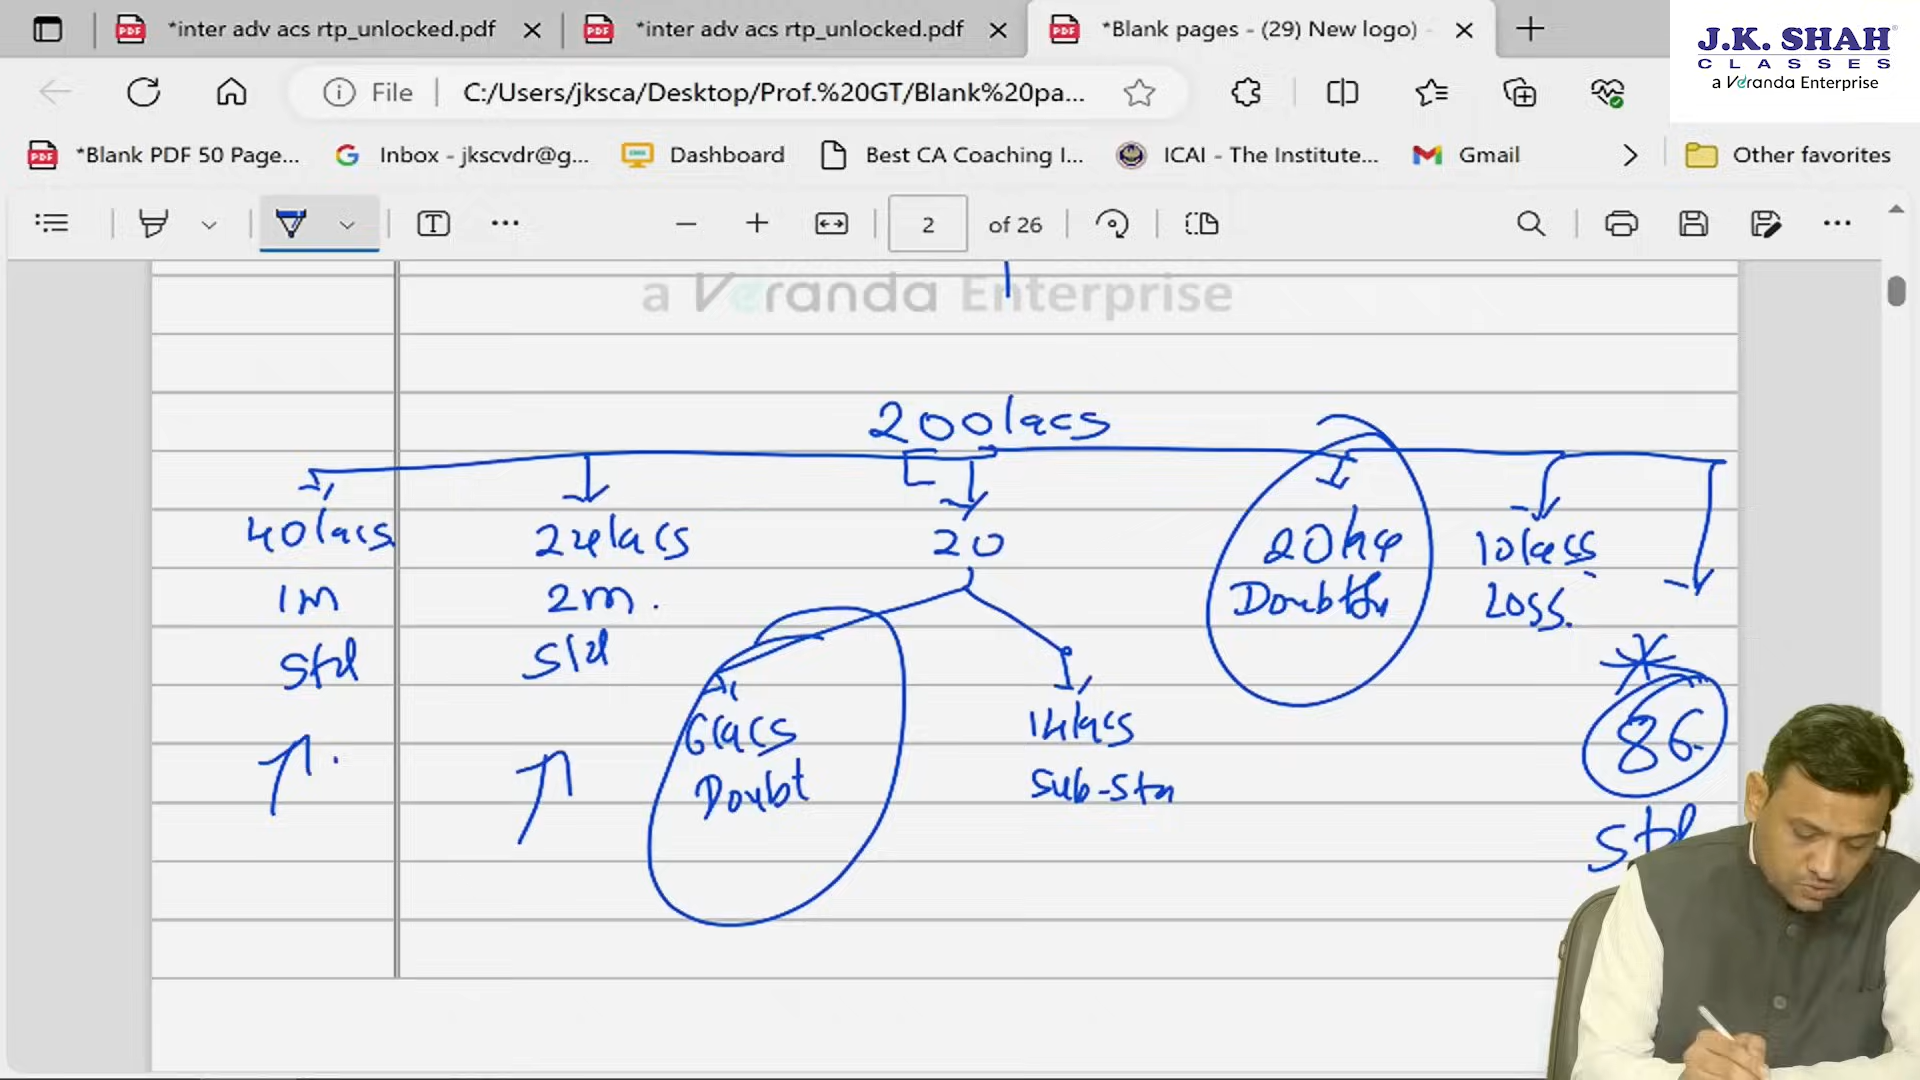 *inter adv acs rtp_unlocked.pdf
*inter adv acs rtp_unlocked.pdf
*Blank pages - (29) New logo) -
J.K. SHAH
CLASSES
a Veranda Enterprise
File
C:/Users/jksca/Desktop/Prof.%20GT/Blank%20pa...
*Blank PDF 50 Page...
Inbox - jkscvdr@g...
Dashboard
Best CA Coaching I...
ICAI - The Institute...
Gmail
Other favorites
2 of 26
a Veranda Enterprise
200lacs
40lacs
1M
Std
24lacs
2m.
Std
20
6lacs
Doubt
14lacs
Sub-Stn
10lacs
Loss.
86
Std